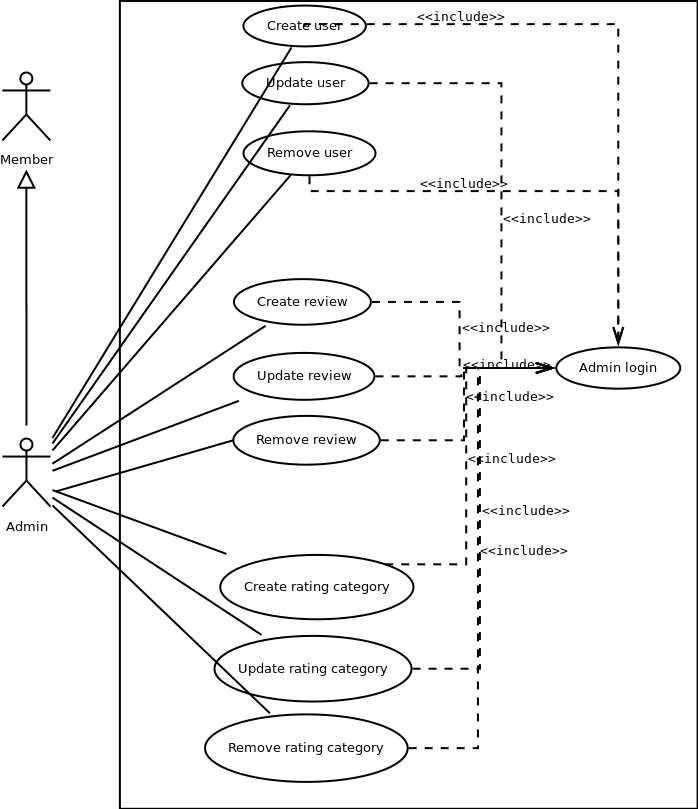 <<include>>
Create user
Update user
Member
Remove user
<<include>>
<<include>>
Create review
<<include>>
<<include>>
Admin login
Update review
<<include>>
Remove review
<<include>>
<<include>>
Admin
<<include>>
Create rating category
Update rating category
Remove rating category